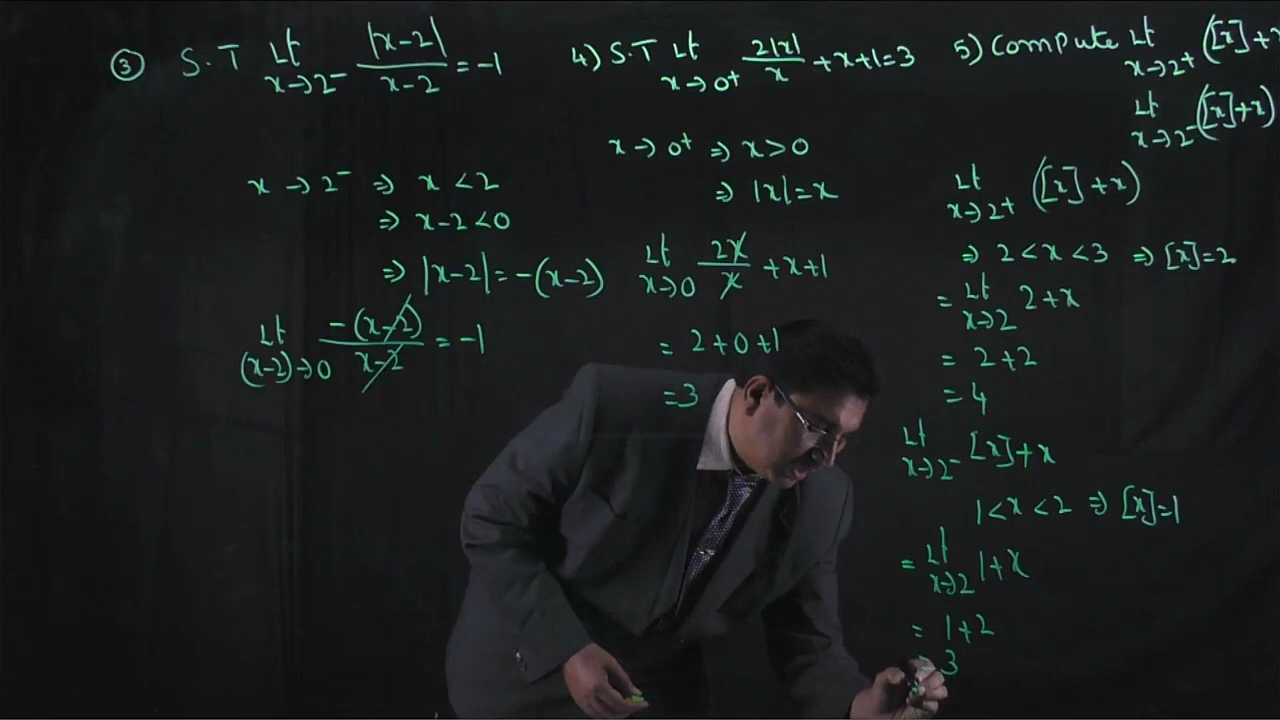 ③ S.T Lt x→2⁻ |x-2|/x-2 = -1
x→2⁻ ⇒ x<2
⇒ x-2<0
⇒ |x-2| = -(x-2)
Lt (x-2)→0 -(x-2)/x-2 = -1
4) S.T Lt x→0⁺ 2|x|/x + x+1 = 3
x→0⁺ ⇒ x>0
⇒ |x| = x
Lt x→0 2x/x + x+1
= 2+0+1
= 3
5) Compute Lt x→2⁺ ([x]+
Lt x→2⁻ ([x]+x)
Lt x→2⁺ ([x]+x)
⇒ 2<x<3 ⇒ [x]=2
= Lt x→2 2+x
= 2+2
= 4
Lt x→2⁻ [x]+x
1<x<2 ⇒ [x]=1
= Lt x→2 1+x
= 1+2
= 3